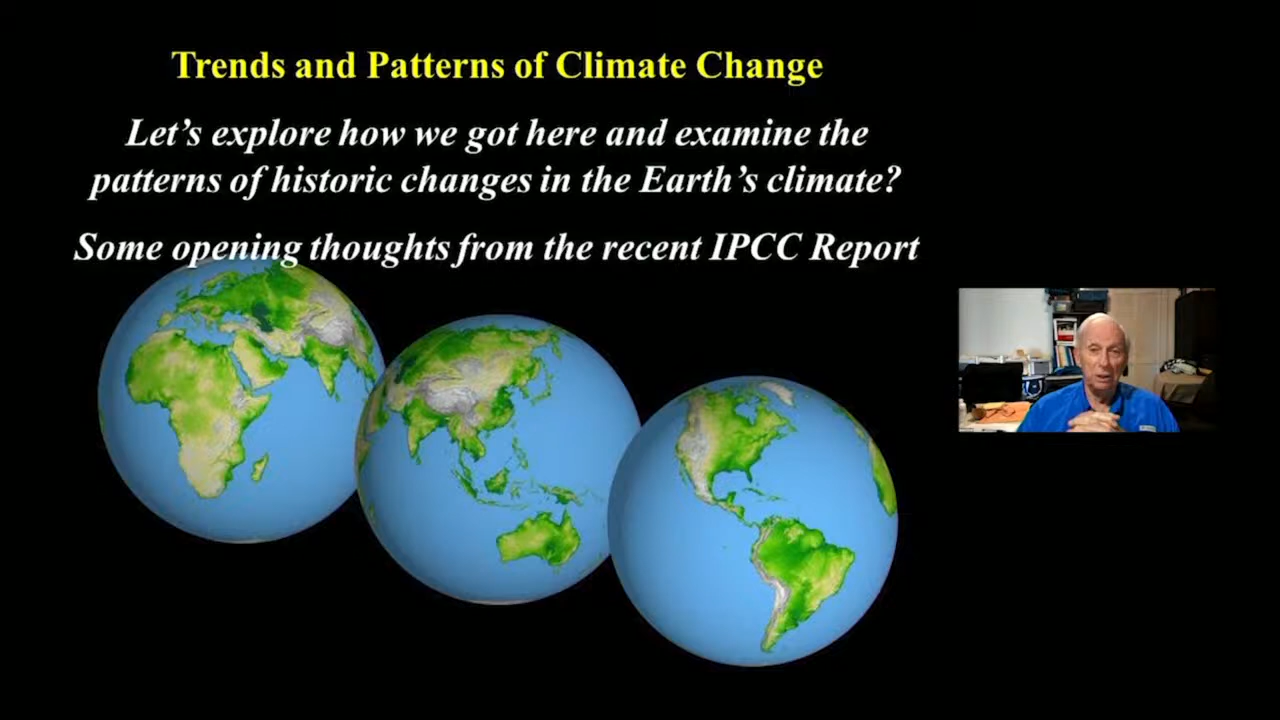 Trends and Patterns of Climate Change
Let’s explore how we got here and examine the
patterns of historic changes in the Earth’s climate?
Some opening thoughts from the recent IPCC Report